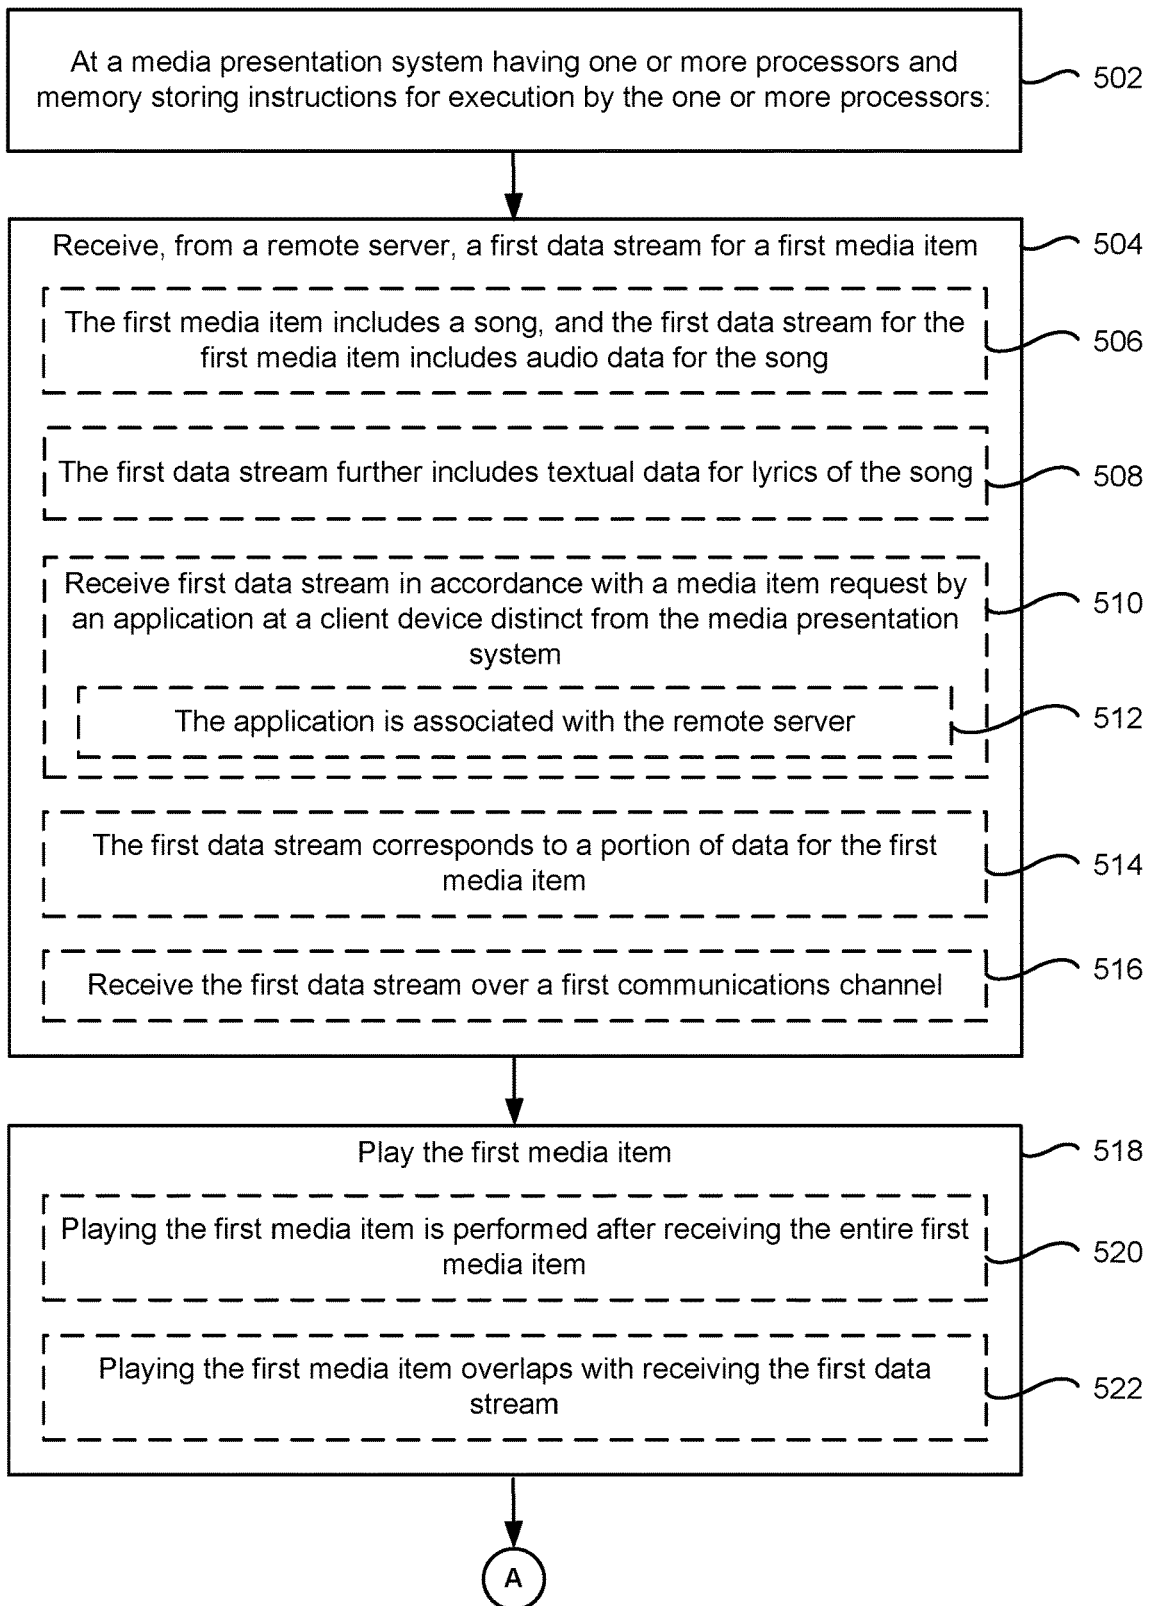 At a media presentation system having one or more processors and
memory storing instructions for execution by the one or more processors:
502
Receive, from a remote server, a first data stream for a first media item
504
The first media item includes a song, and the first data stream for the
first media item includes audio data for the song
506
The first data stream further includes textual data for lyrics of the song
508
Receive first data stream in accordance with a media item request by
an application at a client device distinct from the media presentation
system
510
The application is associated with the remote server
512
The first data stream corresponds to a portion of data for the first
media item
514
Receive the first data stream over a first communications channel
516
Play the first media item
518
Playing the first media item is performed after receiving the entire first
media item
520
Playing the first media item overlaps with receiving the first data
stream
522
A